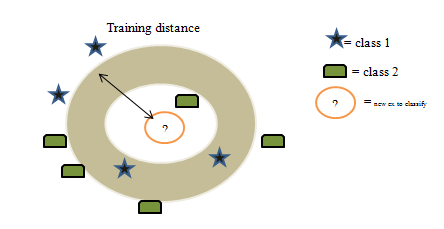 Training distance
= class 1
= class 2
?
= new ex to classify
?